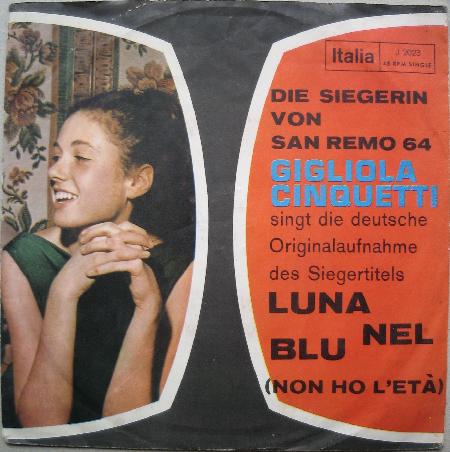 Italia
J 2023
45 RPM SINGLE
DIE SIEGERIN
VON
SAN REMO 64
GIGLIOLA
CINQUETTI
singt die deutsche
Originalaufnahme
des Siegertitels
LUNA
NEL
BLU
(NON HO L'ETÀ)